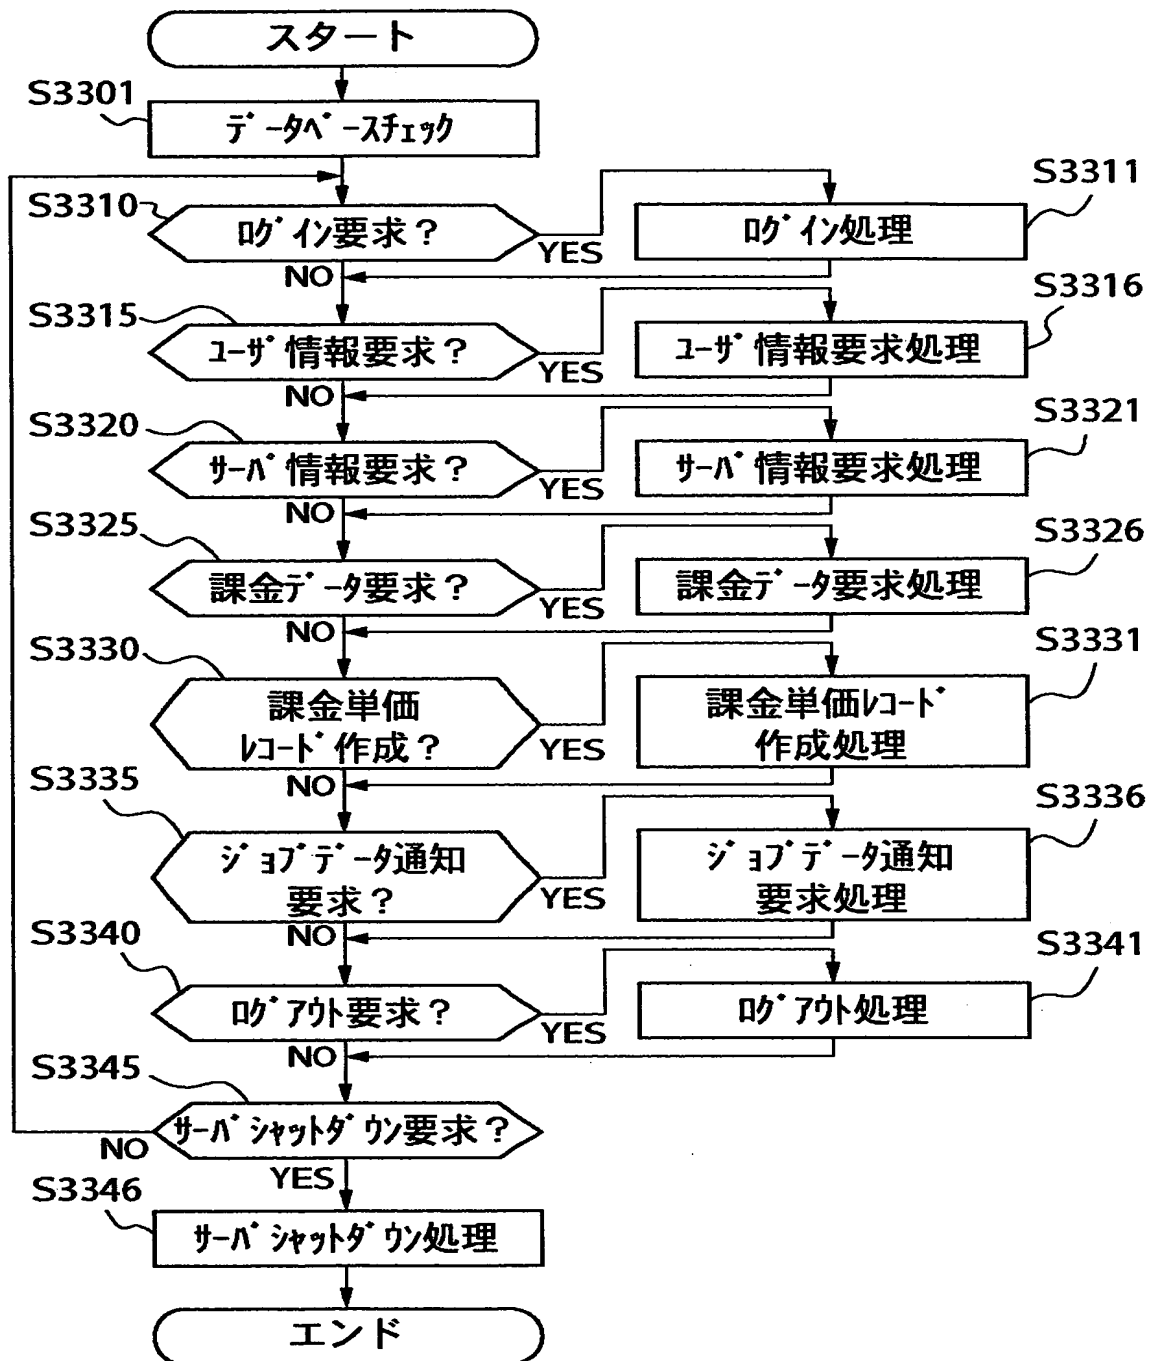 スタート
S3301
データベースチェック
S3310
ログイン要求?
YES
NO
S3311
ログイン処理
S3315
ユーザ情報要求?
YES
NO
S3316
ユーザ情報要求処理
S3320
サーバ情報要求?
YES
NO
S3321
サーバ情報要求処理
S3325
課金データ要求?
YES
NO
S3326
課金データ要求処理
S3330
課金単価
レコード作成?
YES
NO
S3331
課金単価レコード
作成処理
S3335
ジョブデータ通知
要求?
YES
NO
S3336
ジョブデータ通知
要求処理
S3340
ログアウト要求?
YES
NO
S3341
ログアウト処理
S3345
サーバシャットダウン要求?
NO
YES
S3346
サーバシャットダウン処理
エンド